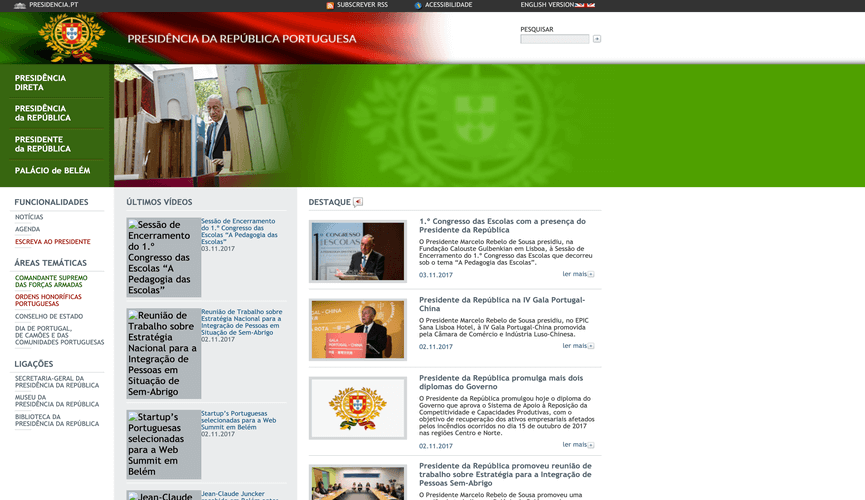 PRESIDENCIA.PT
SUBSCREVER RSS
ACESSIBILIDADE
ENGLISH VERSION
PRESIDÊNCIA DA REPÚBLICA PORTUGUESA
PESQUISAR
PRESIDÊNCIA
DIRETA
PRESIDÊNCIA
da REPÚBLICA
PRESIDENTE
da REPÚBLICA
PALÁCIO de BELÉM
FUNCIONALIDADES
NOTÍCIAS
AGENDA
ESCREVA AO PRESIDENTE
ÁREAS TEMÁTICAS
COMANDANTE SUPREMO
DAS FORÇAS ARMADAS
ORDENS HONORÍFICAS
PORTUGUESAS
CONSELHO DE ESTADO
DIA DE PORTUGAL,
DE CAMÕES E DAS
COMUNIDADES PORTUGUESAS
LIGAÇÕES
SECRETARIA-GERAL DA
PRESIDÊNCIA DA REPÚBLICA
MUSEU DA
PRESIDÊNCIA DA REPÚBLICA
BIBLIOTECA DA
PRESIDÊNCIA DA REPÚBLICA
ÚLTIMOS VÍDEOS
Sessão de
Encerramento
do 1.º
Congresso das
Escolas “A
Pedagogia das
Escolas”
Sessão de Encerramento
do 1.º Congresso das
Escolas “A Pedagogia das
Escolas”
03.11.2017
Reunião de
Trabalho sobre
Estratégia
Nacional para a
Integração de
Pessoas em
Situação de
Sem-Abrigo
Reunião de Trabalho sobre
Estratégia Nacional para a
Integração de Pessoas em
Situação de Sem-Abrigo
02.11.2017
Startup’s
Portuguesas
selecionadas
para a Web
Summit em
Belém
Startup’s Portuguesas
selecionadas para a Web
Summit em Belém
02.11.2017
Jean-Claude
Jean-Claude Juncker
DESTAQUE
1.º Congresso das Escolas com a presença do
Presidente da República
O Presidente Marcelo Rebelo de Sousa presidiu, na
Fundação Calouste Gulbenkian em Lisboa, à Sessão de
Encerramento do 1.º Congresso das Escolas que decorreu
sob o tema “A Pedagogia das Escolas”.
03.11.2017
ler mais
Presidente da República na IV Gala Portugal-
China
O Presidente Marcelo Rebelo de Sousa presidiu, no EPIC
Sana Lisboa Hotel, à IV Gala Portugal-China promovida
pela Câmara de Comércio e Indústria Luso-Chinesa.
02.11.2017
ler mais
Presidente da República promulga mais dois
diplomas do Governo
O Presidente da República promulgou hoje o diploma do
Governo que aprova o Sistema de Apoio à Reposição da
Competitividade e Capacidades Produtivas, com o
objetivo de recuperação dos ativos empresariais afetados
pelos incêndios ocorridos no dia 15 de outubro de 2017
nas regiões Centro e Norte.
02.11.2017
ler mais
Presidente da República promoveu reunião de
trabalho sobre Estratégia para a Integração de
Pessoas Sem Abrigo
O Presidente da República promoveu uma